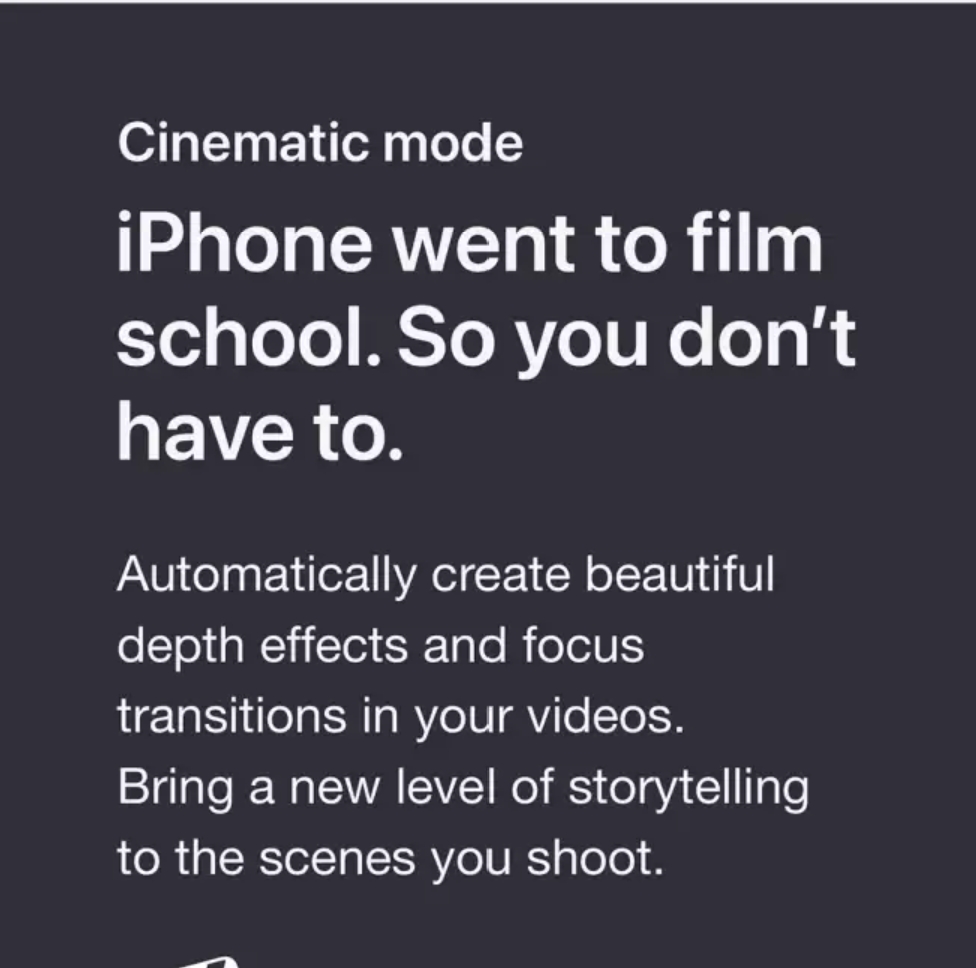 Cinematic mode
iPhone went to film
school. So you don’t
have to.
Automatically create beautiful
depth effects and focus
transitions in your videos.
Bring a new level of storytelling
to the scenes you shoot.